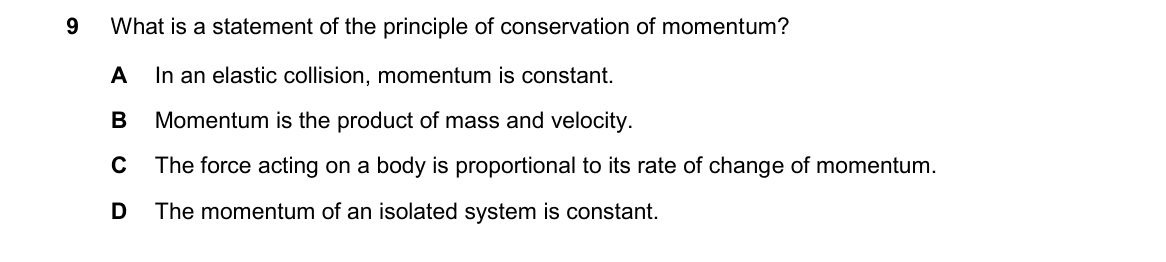 9 What is a statement of the principle of conservation of momentum?
A In an elastic collision, momentum is constant.
B Momentum is the product of mass and velocity.
C The force acting on a body is proportional to its rate of change of momentum.
D The momentum of an isolated system is constant.